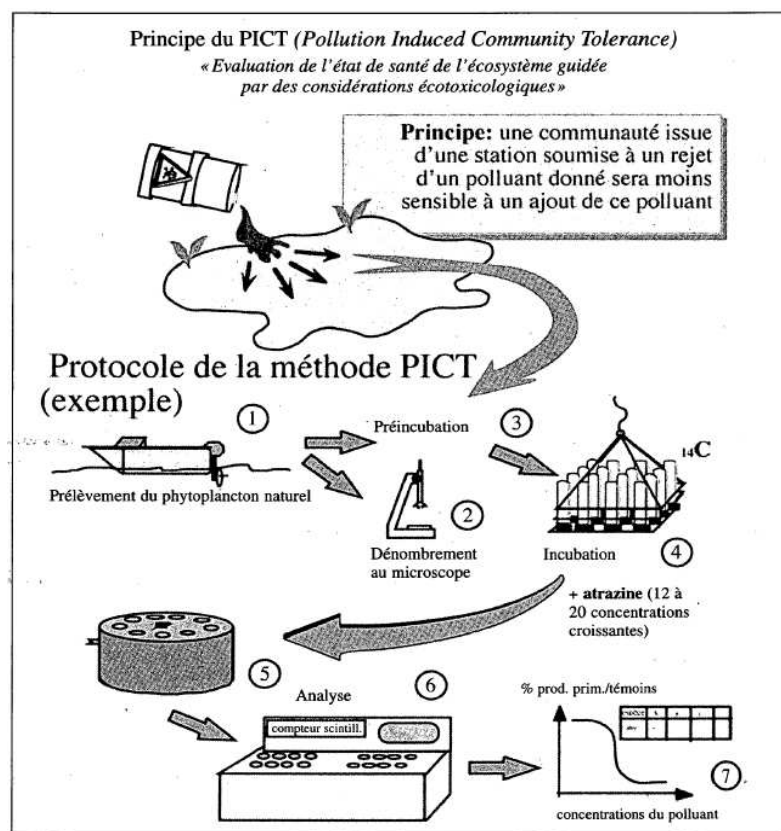 Principe du PICT (Pollution Induced Community Tolerance)
« Evaluation de l'état de santé de l'écosystème guidée
par des considérations écotoxicologiques »
Principe: une communauté issue
d'une station soumise à un rejet
d'un polluant donné sera moins
sensible à un ajout de ce polluant
Protocole de la méthode PICT
(exemple)
1
Prélèvement du phytoplancton naturel
Préincubation
3
2
Dénombrement
au microscope
14C
Incubation
4
+ atrazine (12 à
20 concentrations
croissantes)
5
Analyse
6
compteur scintill.
% prod. prim./témoins
7
concentrations du polluant